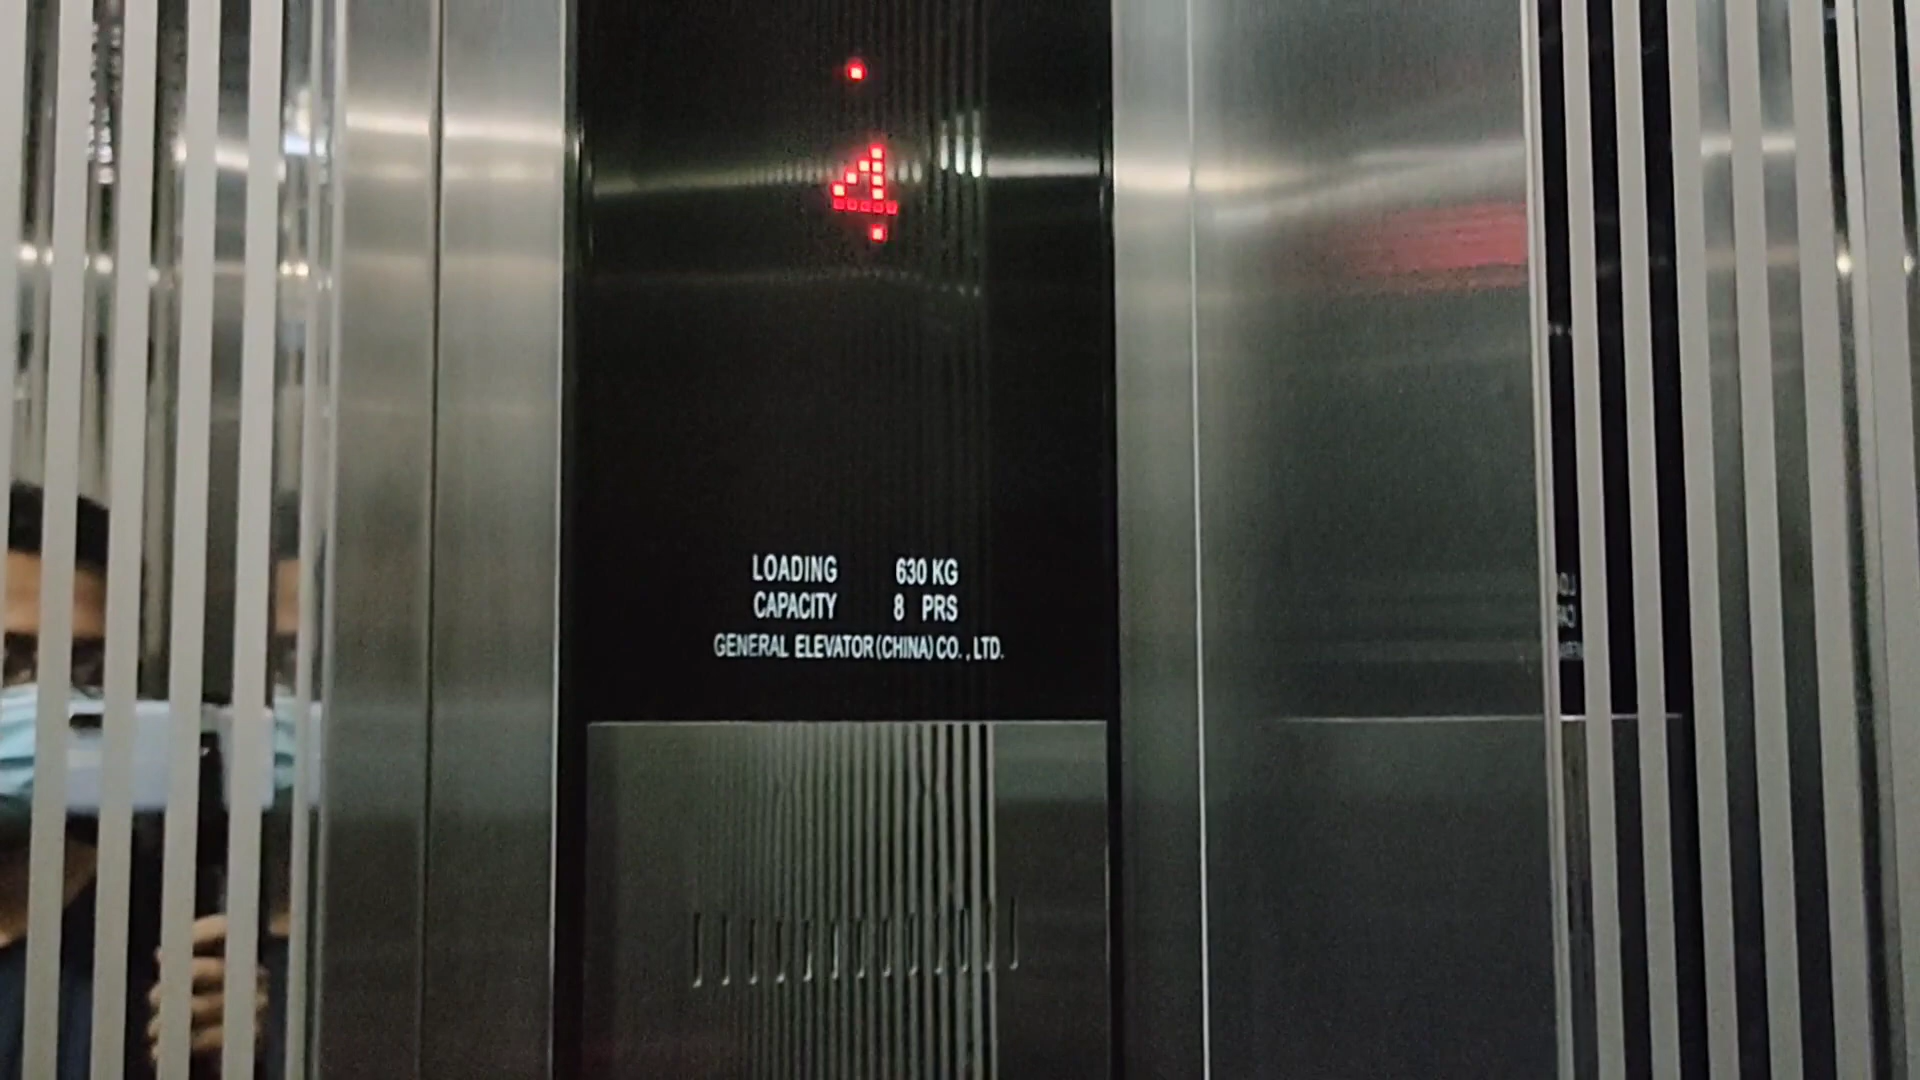 4
LOADING 630 KG
CAPACITY 8 PRS
GENERAL ELEVATOR (CHINA) CO., LTD.